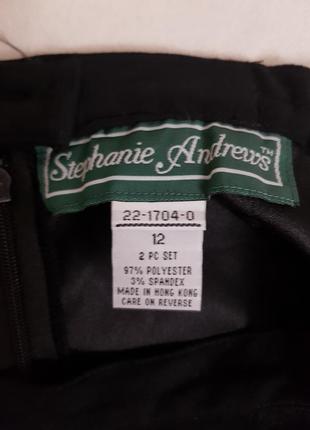 Stephanie Andrews™
22-1704-0
12
2 PC SET
97% POLYESTER
3% SPANDEX
MADE IN HONG KONG
CARE ON REVERSE